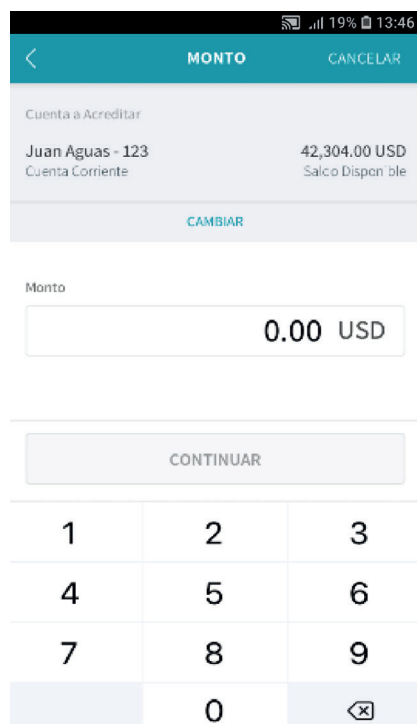 19% 13:46
MONTO CANCELAR
Cuenta a Acreditar
Juan Aguas - 123 42,304.00 USD
Cuenta Corriente Saldo Disponible
CAMBIAR
Monto
0.00 USD
CONTINUAR
1 2 3
4 5 6
7 8 9
0